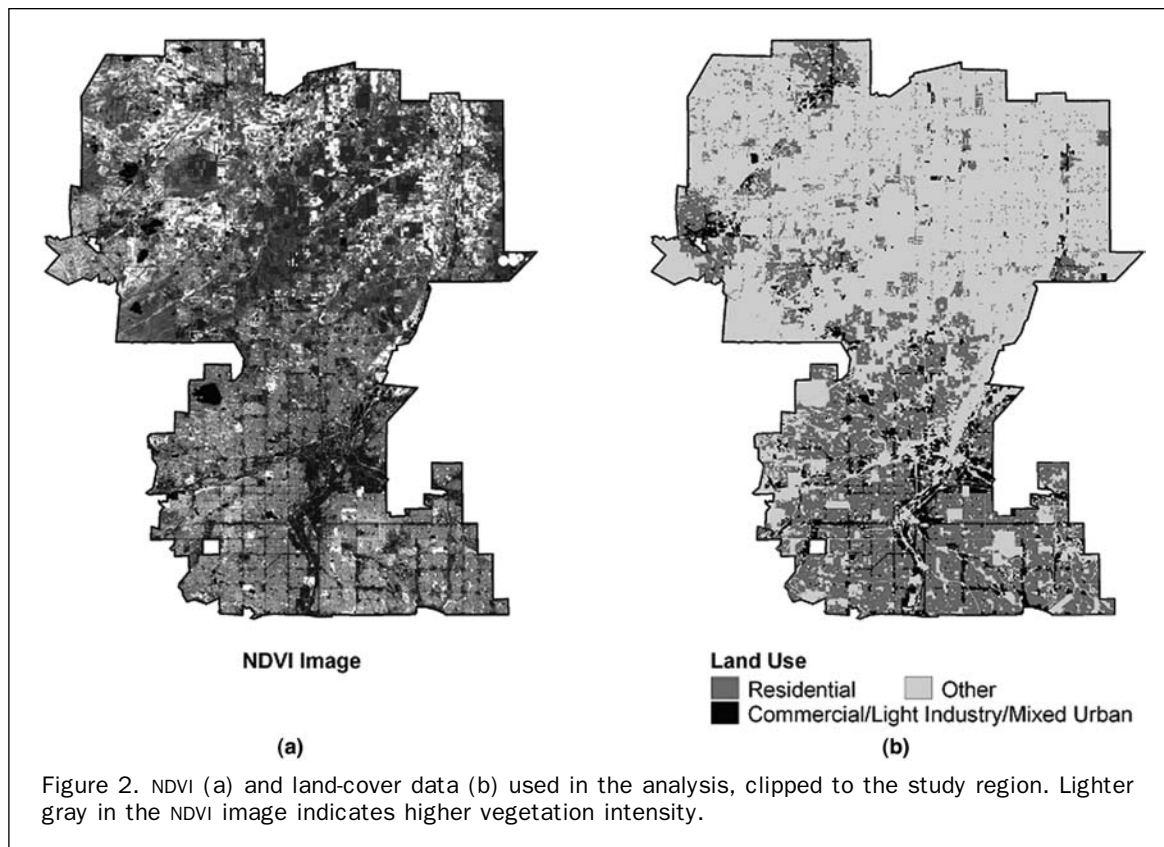 NDVI Image
(a)
Land Use
Residential Other
Commercial/Light Industry/Mixed Urban
(b)
Figure 2. NDVI (a) and land-cover data (b) used in the analysis, clipped to the study region. Lighter
gray in the NDVI image indicates higher vegetation intensity.